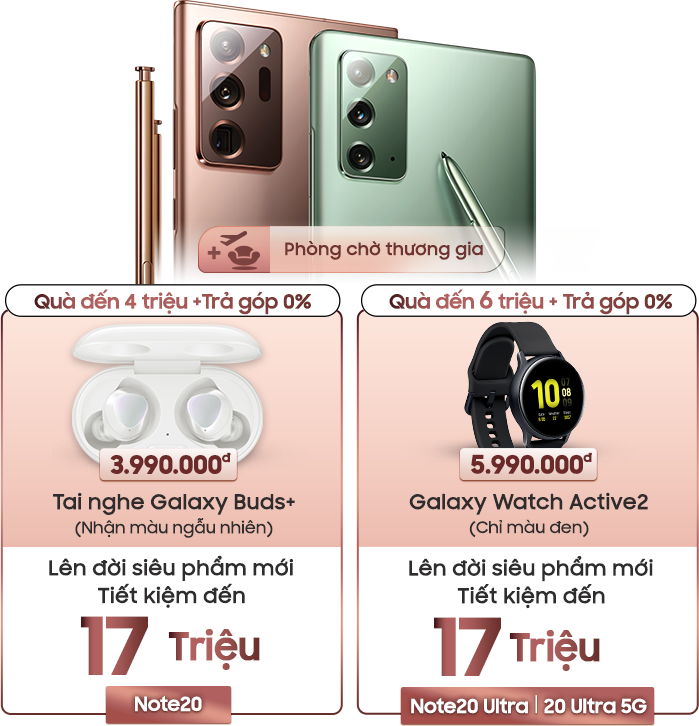 + Phòng chờ thương gia
Quà đến 4 triệu +Trả góp 0%
3.990.000đ
Tai nghe Galaxy Buds+
(Nhận màu ngẫu nhiên)
Lên đời siêu phẩm mới
Tiết kiệm đến
17 Triệu
Note20
Quà đến 6 triệu + Trả góp 0%
10 08
5.990.000đ
Galaxy Watch Active2
(Chỉ màu đen)
Lên đời siêu phẩm mới
Tiết kiệm đến
17 Triệu
Note20 Ultra | 20 Ultra 5G